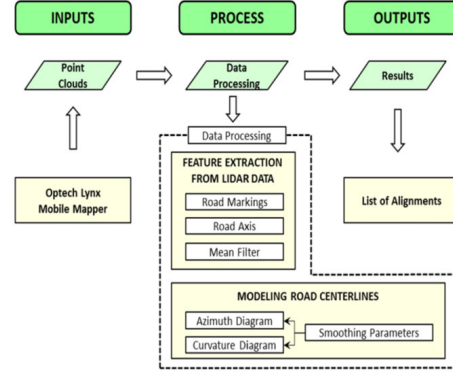 INPUTS
PROCESS
OUTPUTS
Point
Clouds
Data
Processing
Results
Data Processing
Optech Lynx
Mobile Mapper
FEATURE EXTRACTION
FROM LIDAR DATA
Road Markings
Road Axis
Mean Filter
List of Alignments
MODELING ROAD CENTERLINES
Azimuth Diagram
Smoothing Parameters
Curvature Diagram